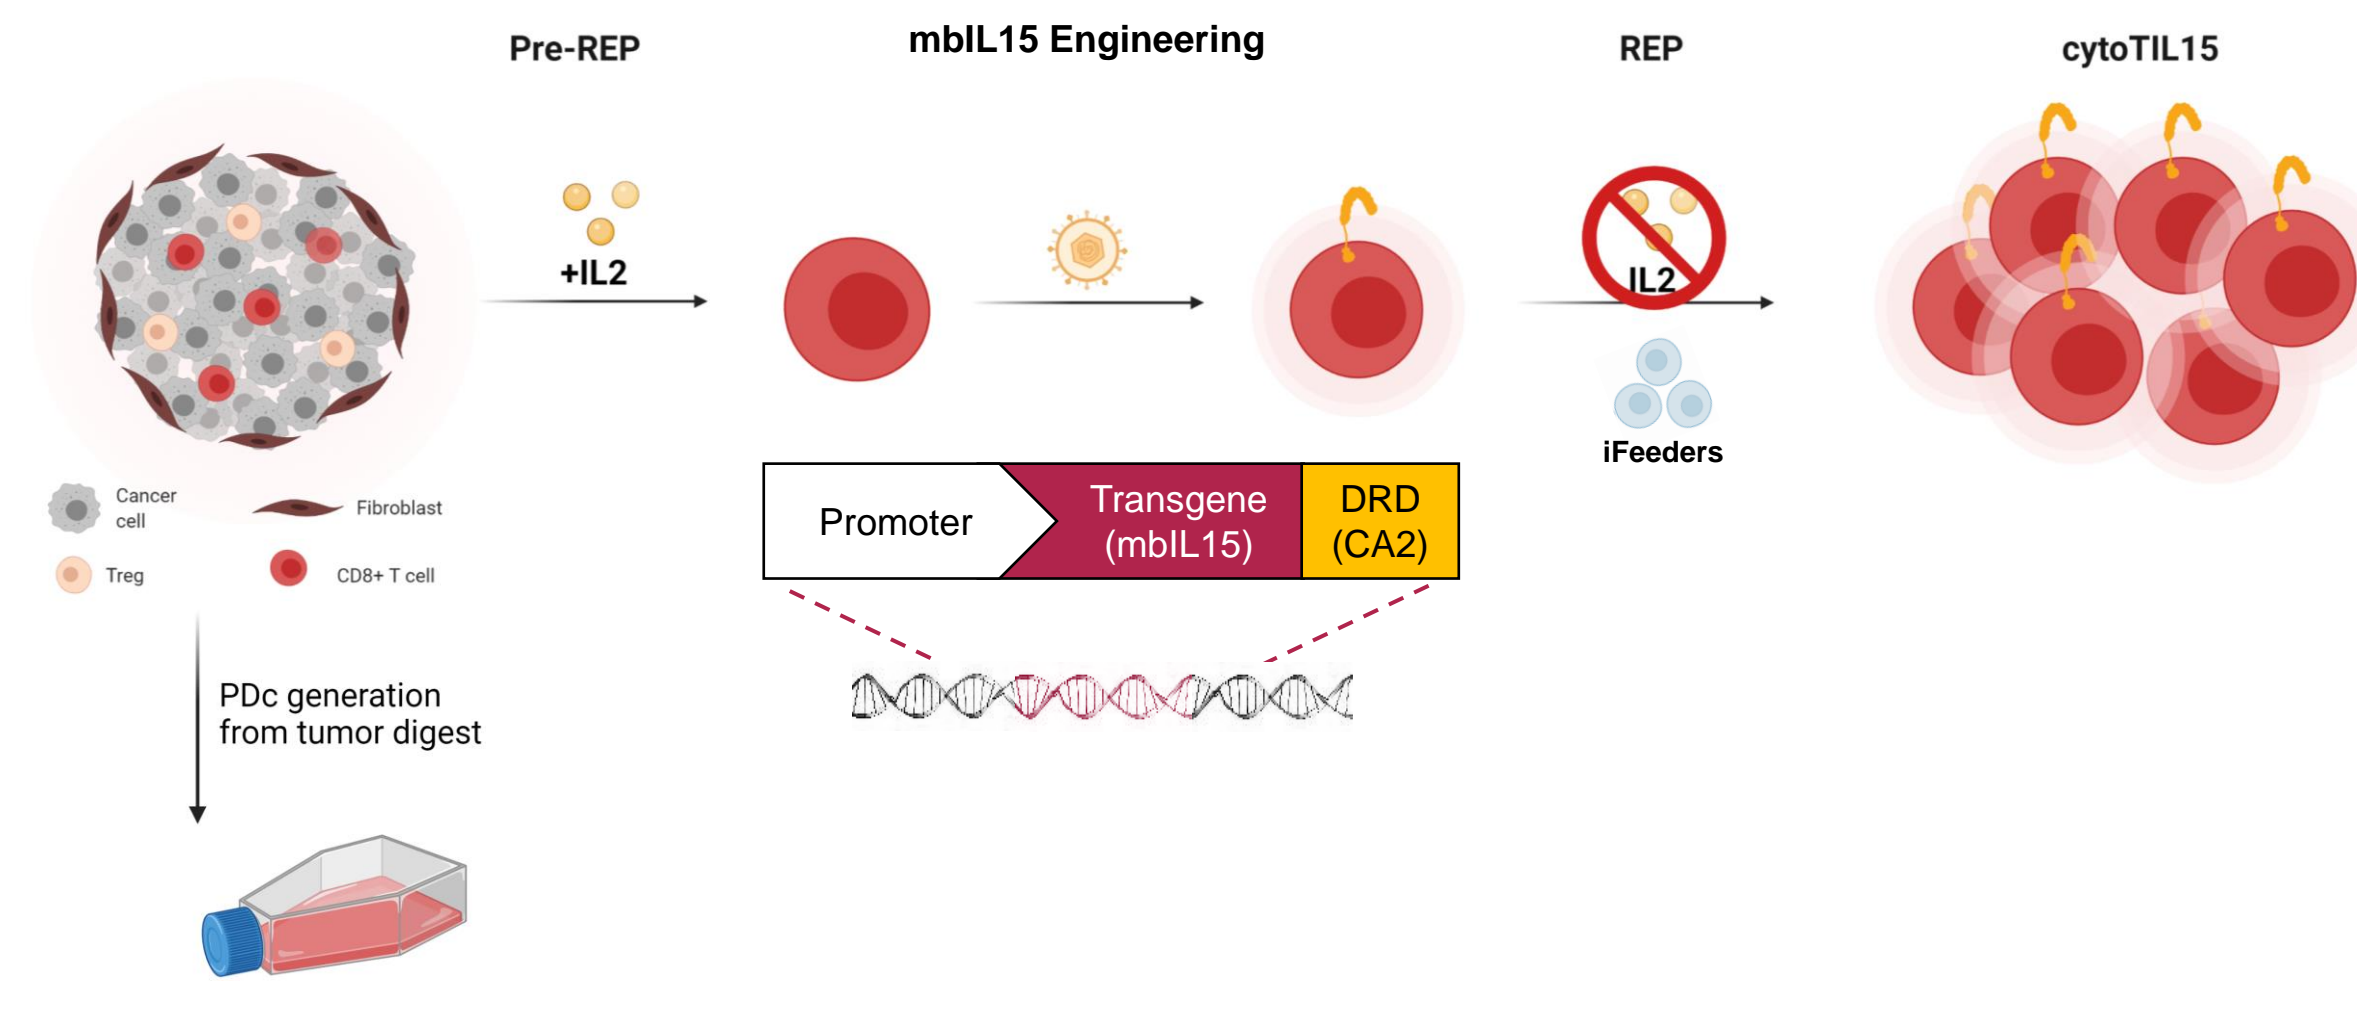 Pre-REP
mbIL15 Engineering
REP
cytoTIL15
+IL2
IL2
iFeeders
Cancer
cell
Fibroblast
Treg
CD8+ T cell
Promoter
Transgene
(mbIL15)
DRD
(CA2)
PDc generation
from tumor digest